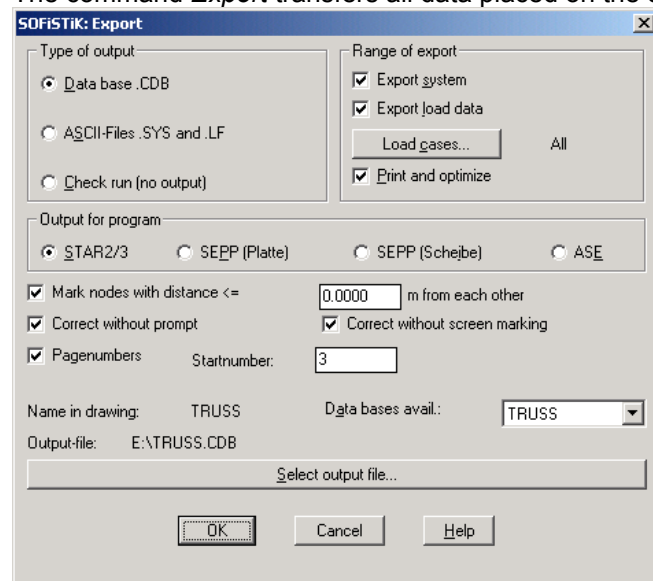 The command Export transfers all data placed on the
SOFiSTiK: Export
Type of output
Data base .CDB
ASCII-Files .SYS and .LF
Check run (no output)
Range of export
Export system
Export load data
Load cases... All
Print and optimize
Output for program
STAR2/3 SEPP (Platte) SEPP (Scheibe) ASE
Mark nodes with distance <= 0.0000 m from each other
Correct without prompt Correct without screen marking
Pagenumbers Startnumber: 3
Name in drawing: TRUSS Data bases avail.: TRUSS
Output-file: E:\TRUSS.CDB
Select output file...
OK Cancel Help